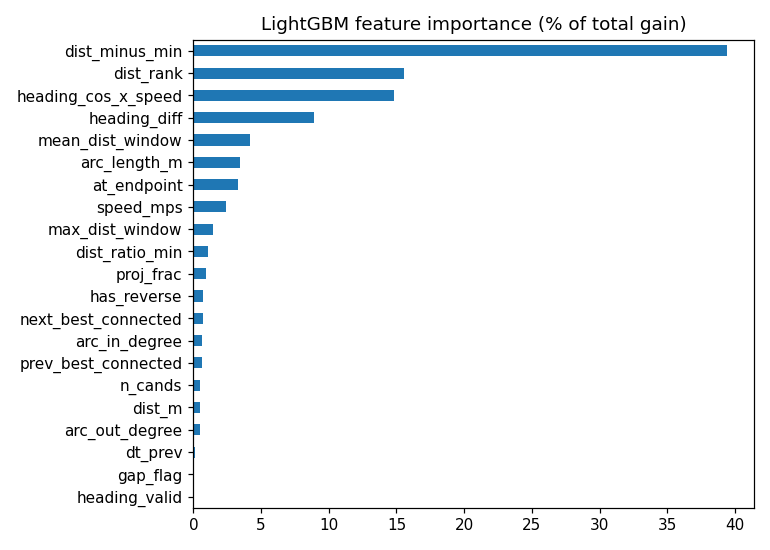 LightGBM feature importance (% of total gain)
dist_minus_min
dist_rank
heading_cos_x_speed
heading_diff
mean_dist_window
arc_length_m
at_endpoint
speed_mps
max_dist_window
dist_ratio_min
proj_frac
has_reverse
next_best_connected
arc_in_degree
prev_best_connected
n_cands
dist_m
arc_out_degree
dt_prev
gap_flag
heading_valid
0 5 10 15 20 25 30 35 40